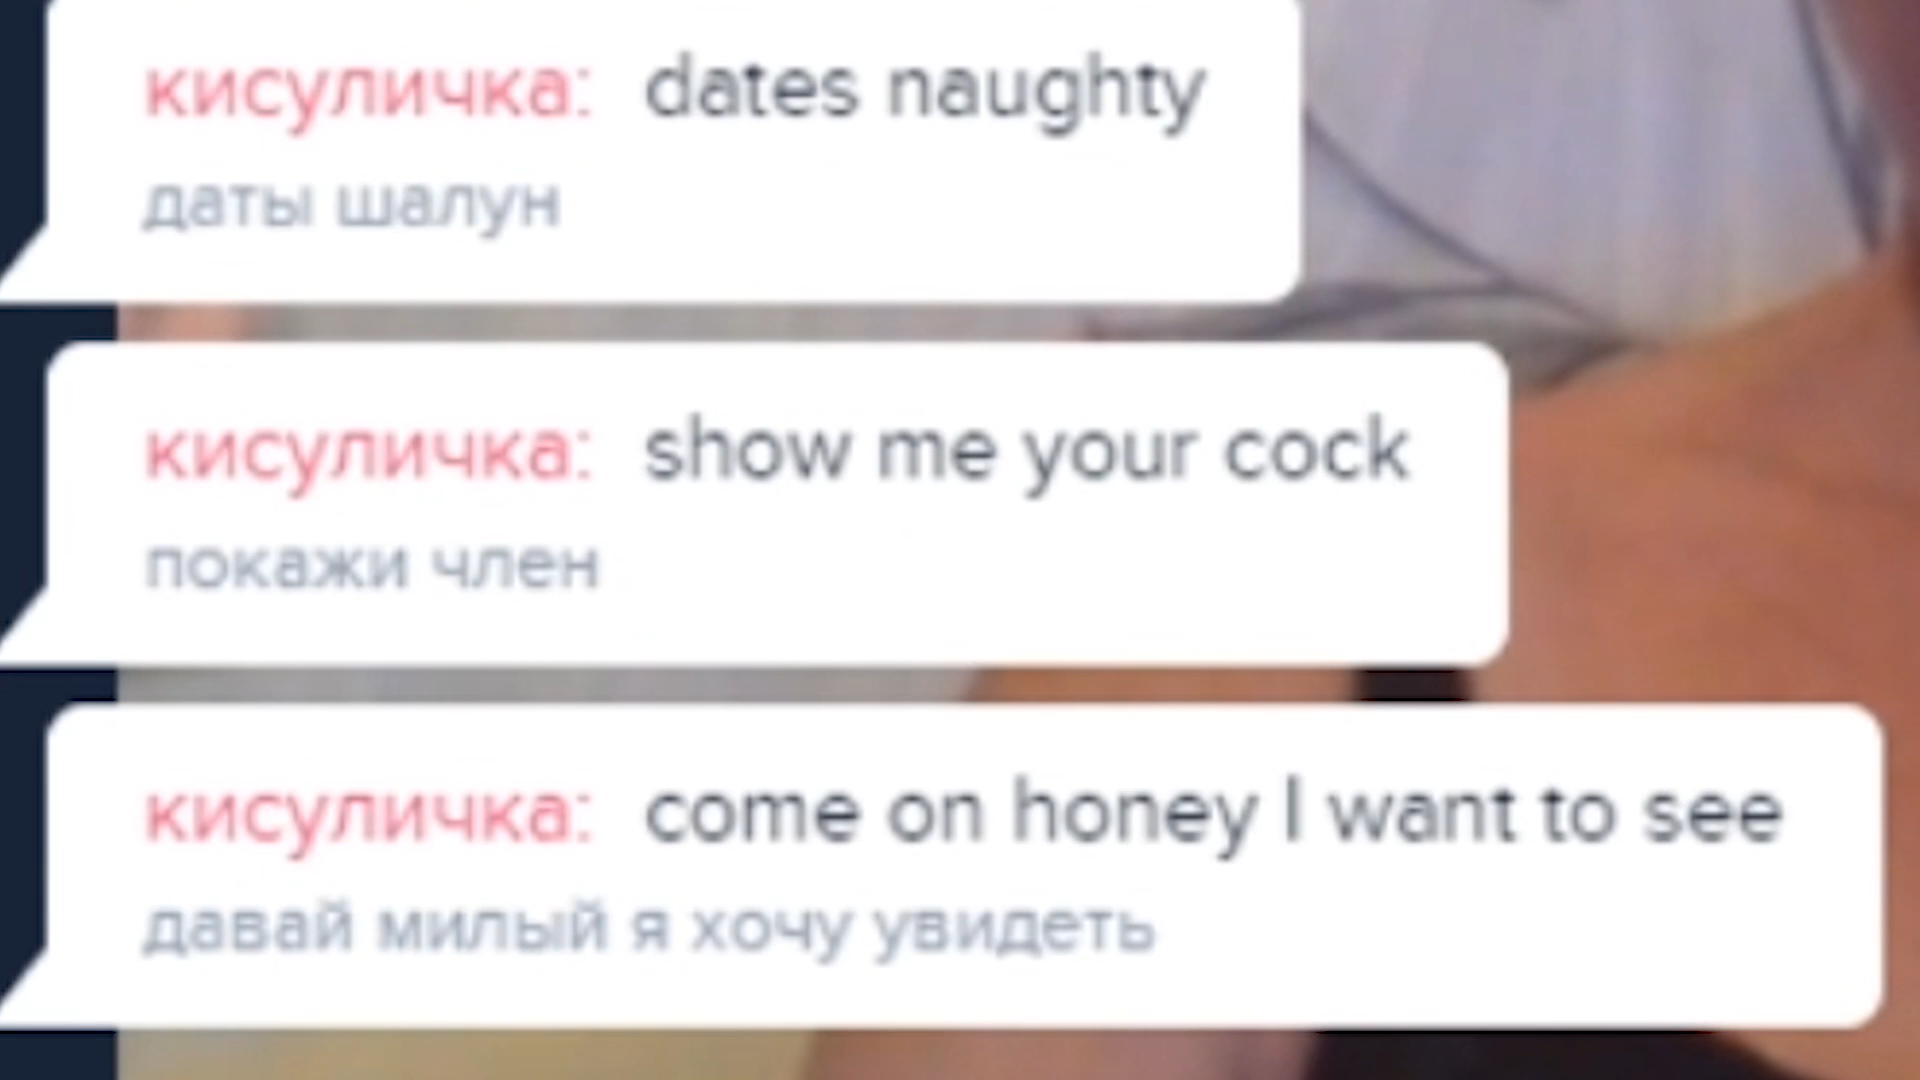 кисуличка: dates naughty
даты шалун
кисуличка: show me your cock
покажи член
кисуличка: come on honey I want to see
давай милый я хочу увидеть